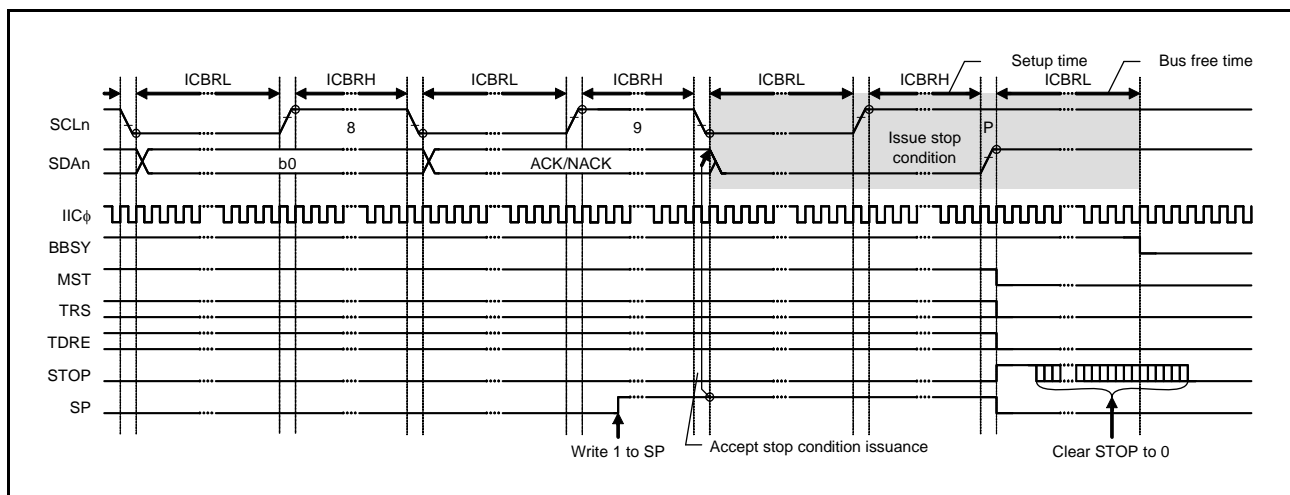 Setup time Bus free time
ICBRL ICBRH ICBRL ICBRH ICBRL ICBRH ICBRL
SCLn 8 9 Issue stop condition P
SDAn b0 ACK/NACK
IICϕ
BBSY
MST
TRS
TDRE
STOP
SP
Write 1 to SP Accept stop condition issuance Clear STOP to 0